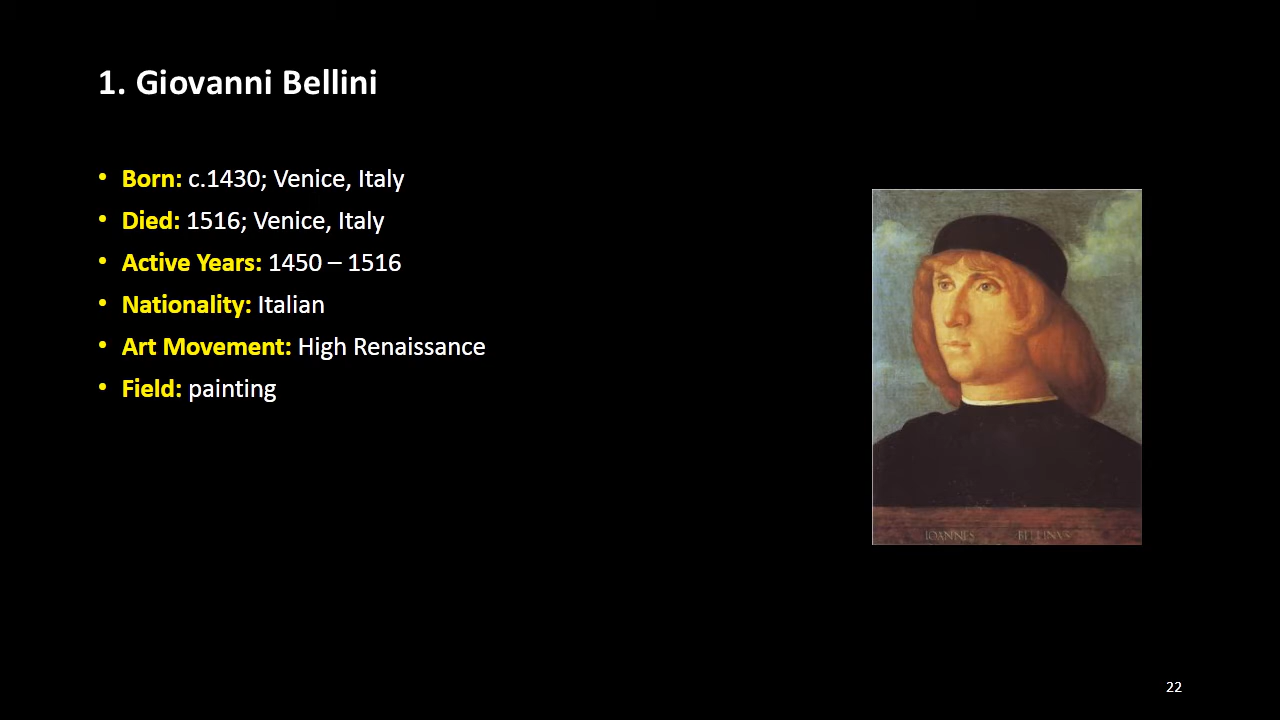 1. Giovanni Bellini
• Born: c.1430; Venice, Italy
• Died: 1516; Venice, Italy
• Active Years: 1450 – 1516
• Nationality: Italian
• Art Movement: High Renaissance
• Field: painting
IOANNES BELLINVS
22